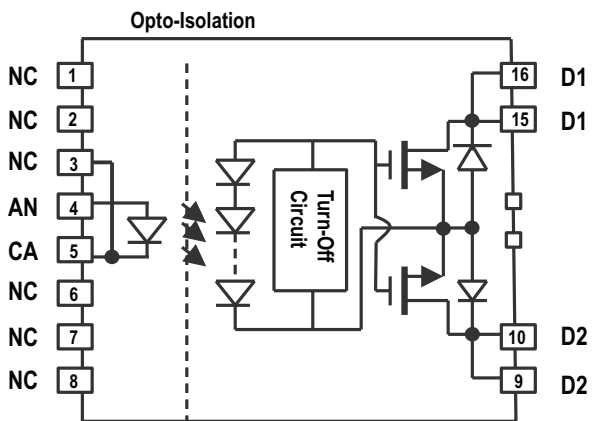 Opto-Isolation
NC 1
NC 2
NC 3
AN 4
CA 5
NC 6
NC 7
NC 8
Turn-Off
Circuit
16 D1
15 D1
10 D2
9 D2